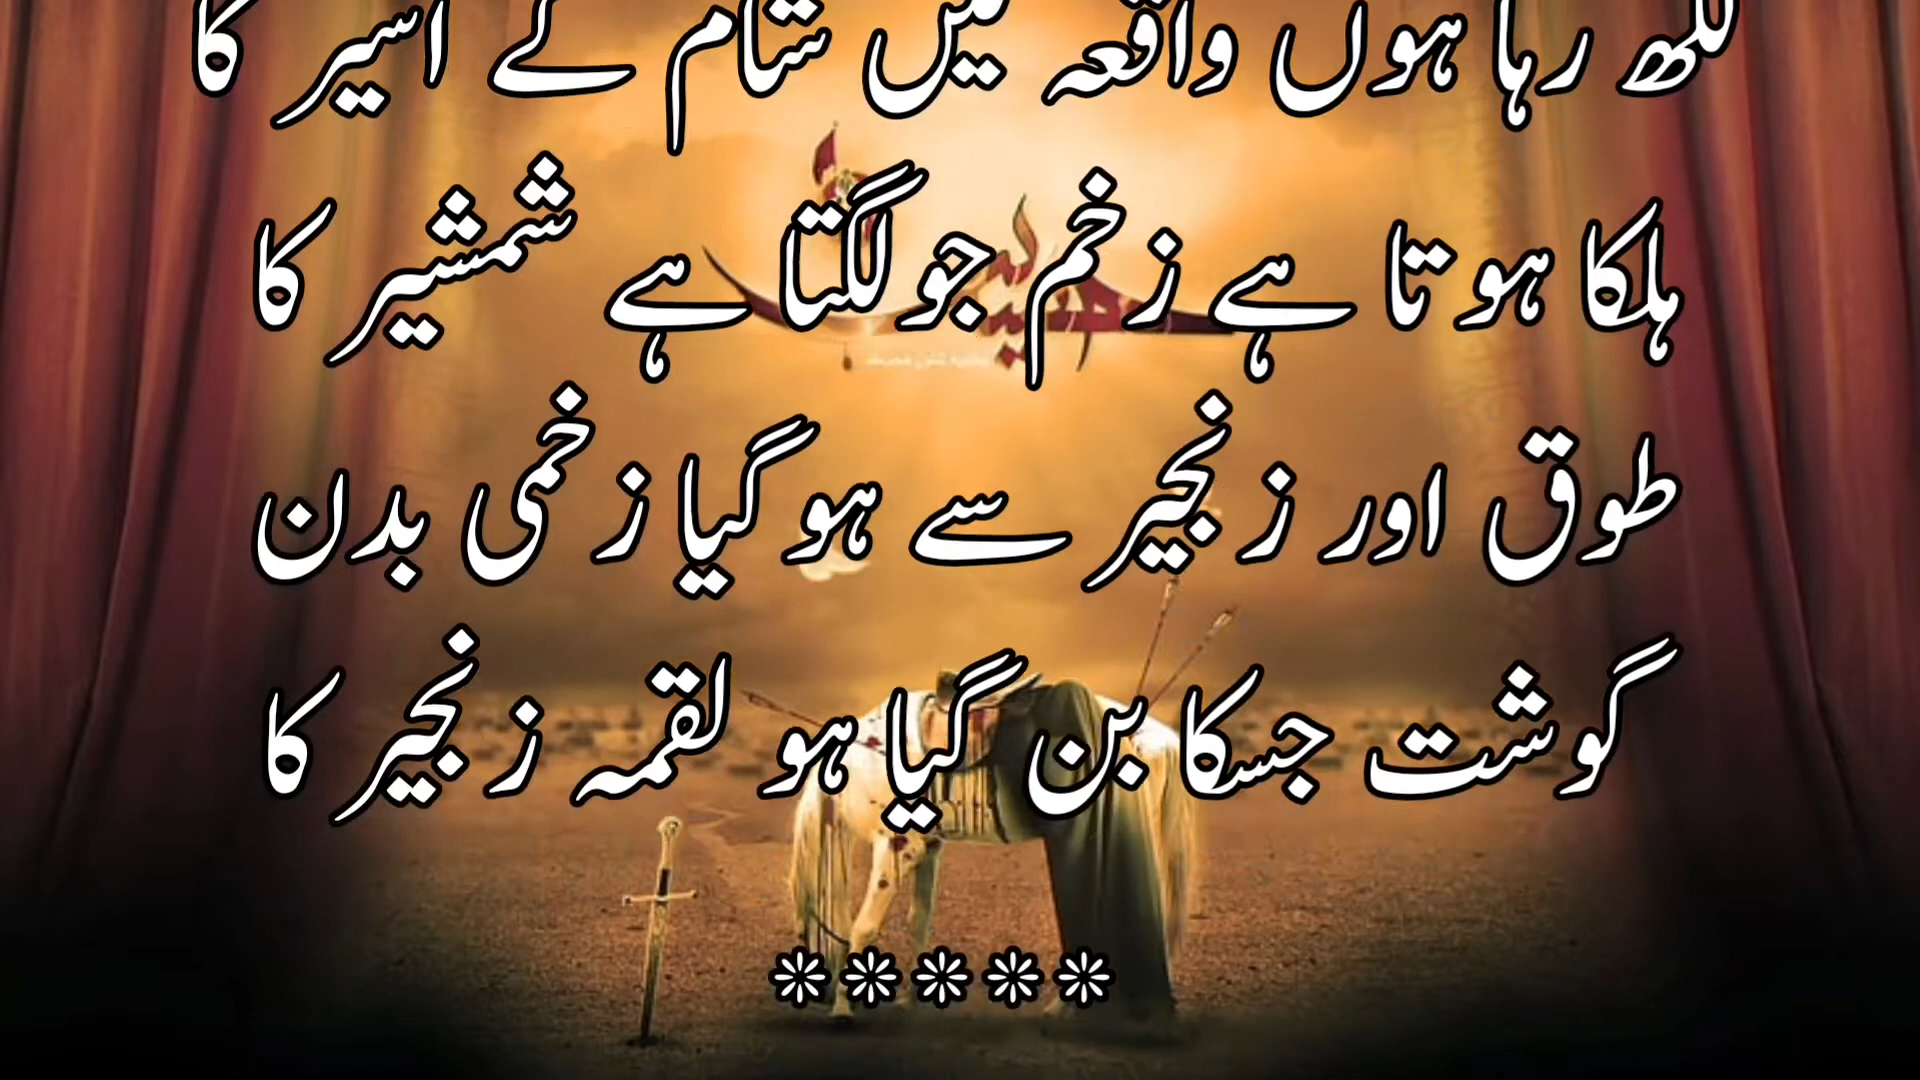 لکھ رہا ہوں واقعہ میں شام کے اسیر کا
ہلکا ہوتا ہے زخم جو لگتا ہے شمشیر کا
طوق اور زنجیر سے ہو گیا زخمی بدن
گوشت جسکا بن گیا ہو لقمہ زنجیر کا
❊❊❊❊❊